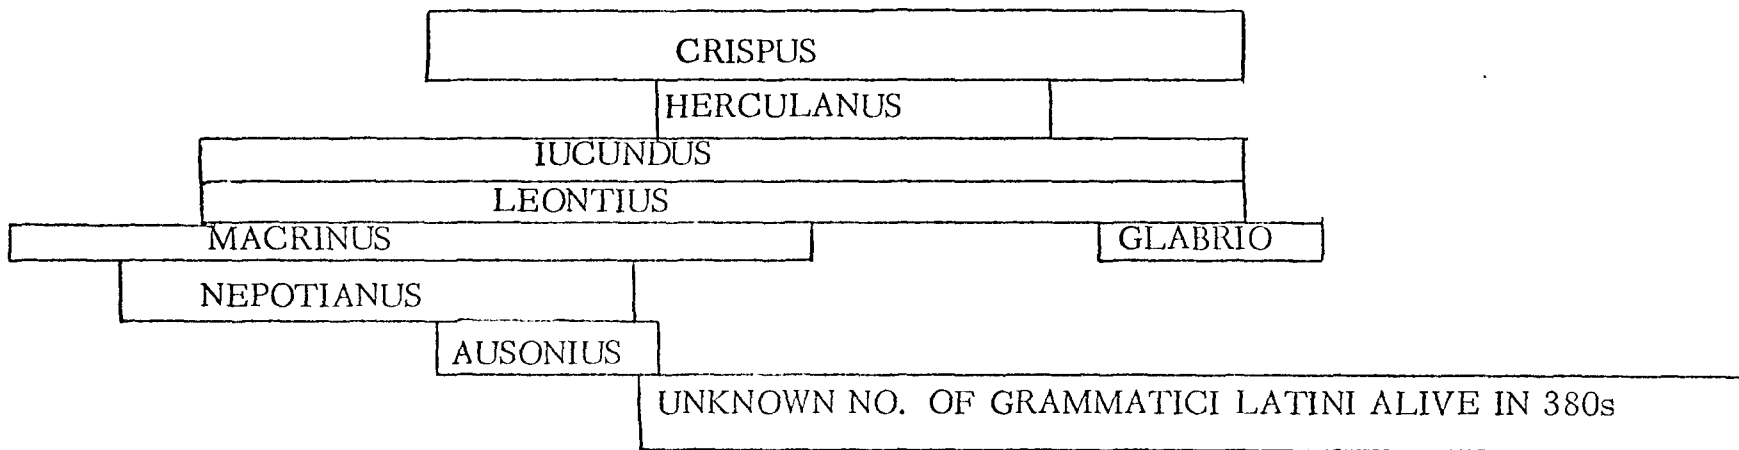 CRISPUS
HERCULANUS
IUCUNDUS
LEONTIUS
MACRINUS
GLABRIO
NEPOTIANUS
AUSONIUS
UNKNOWN NO. OF GRAMMATICI LATINI ALIVE IN 380s